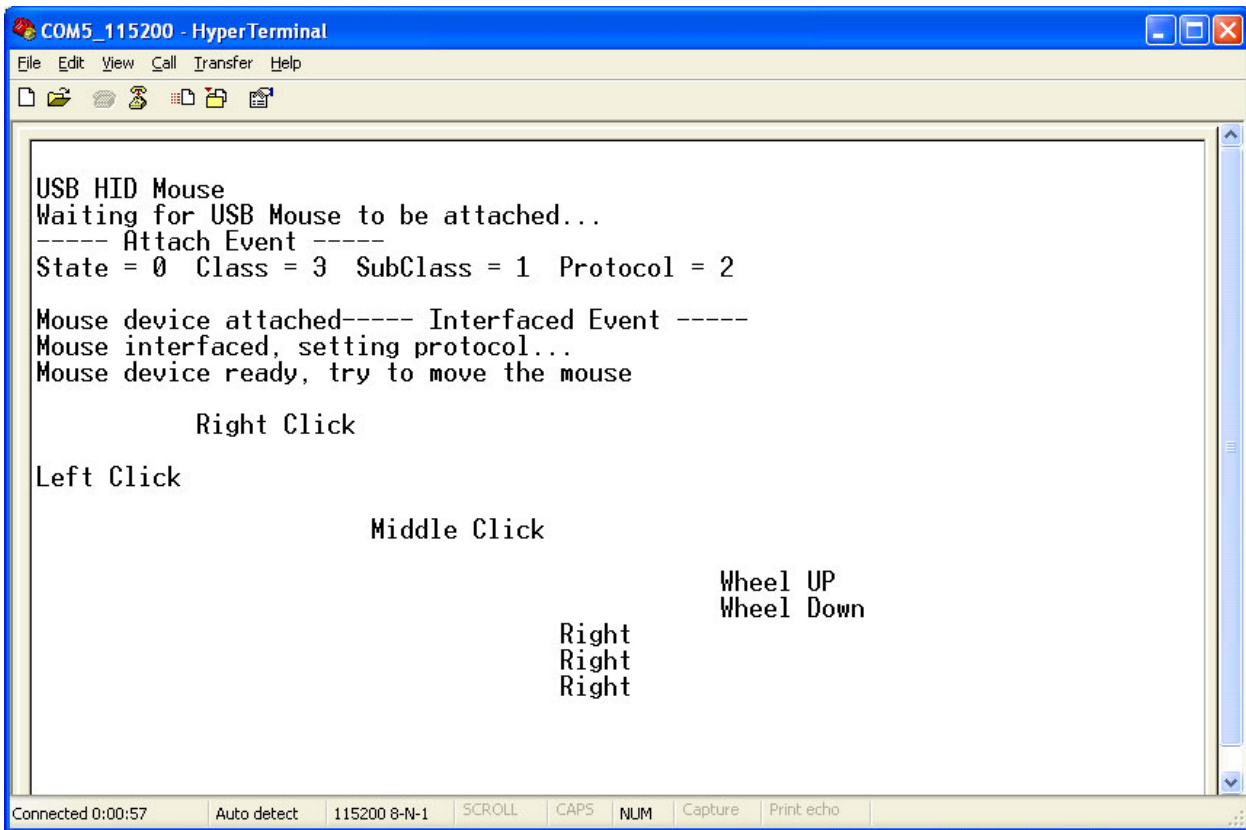 COM5_115200 - HyperTerminal
File Edit View Call Transfer Help
USB HID Mouse
Waiting for USB Mouse to be attached...
----- Attach Event -----
State = 0  Class = 3  SubClass = 1  Protocol = 2
Mouse device attached----- Interfaced Event -----
Mouse interfaced, setting protocol...
Mouse device ready, try to move the mouse
Right Click
Left Click
Middle Click
Wheel UP
Wheel Down
Right
Right
Right
Connected 0:00:57 Auto detect 115200 8-N-1 SCROLL CAPS NUM Capture Print echo